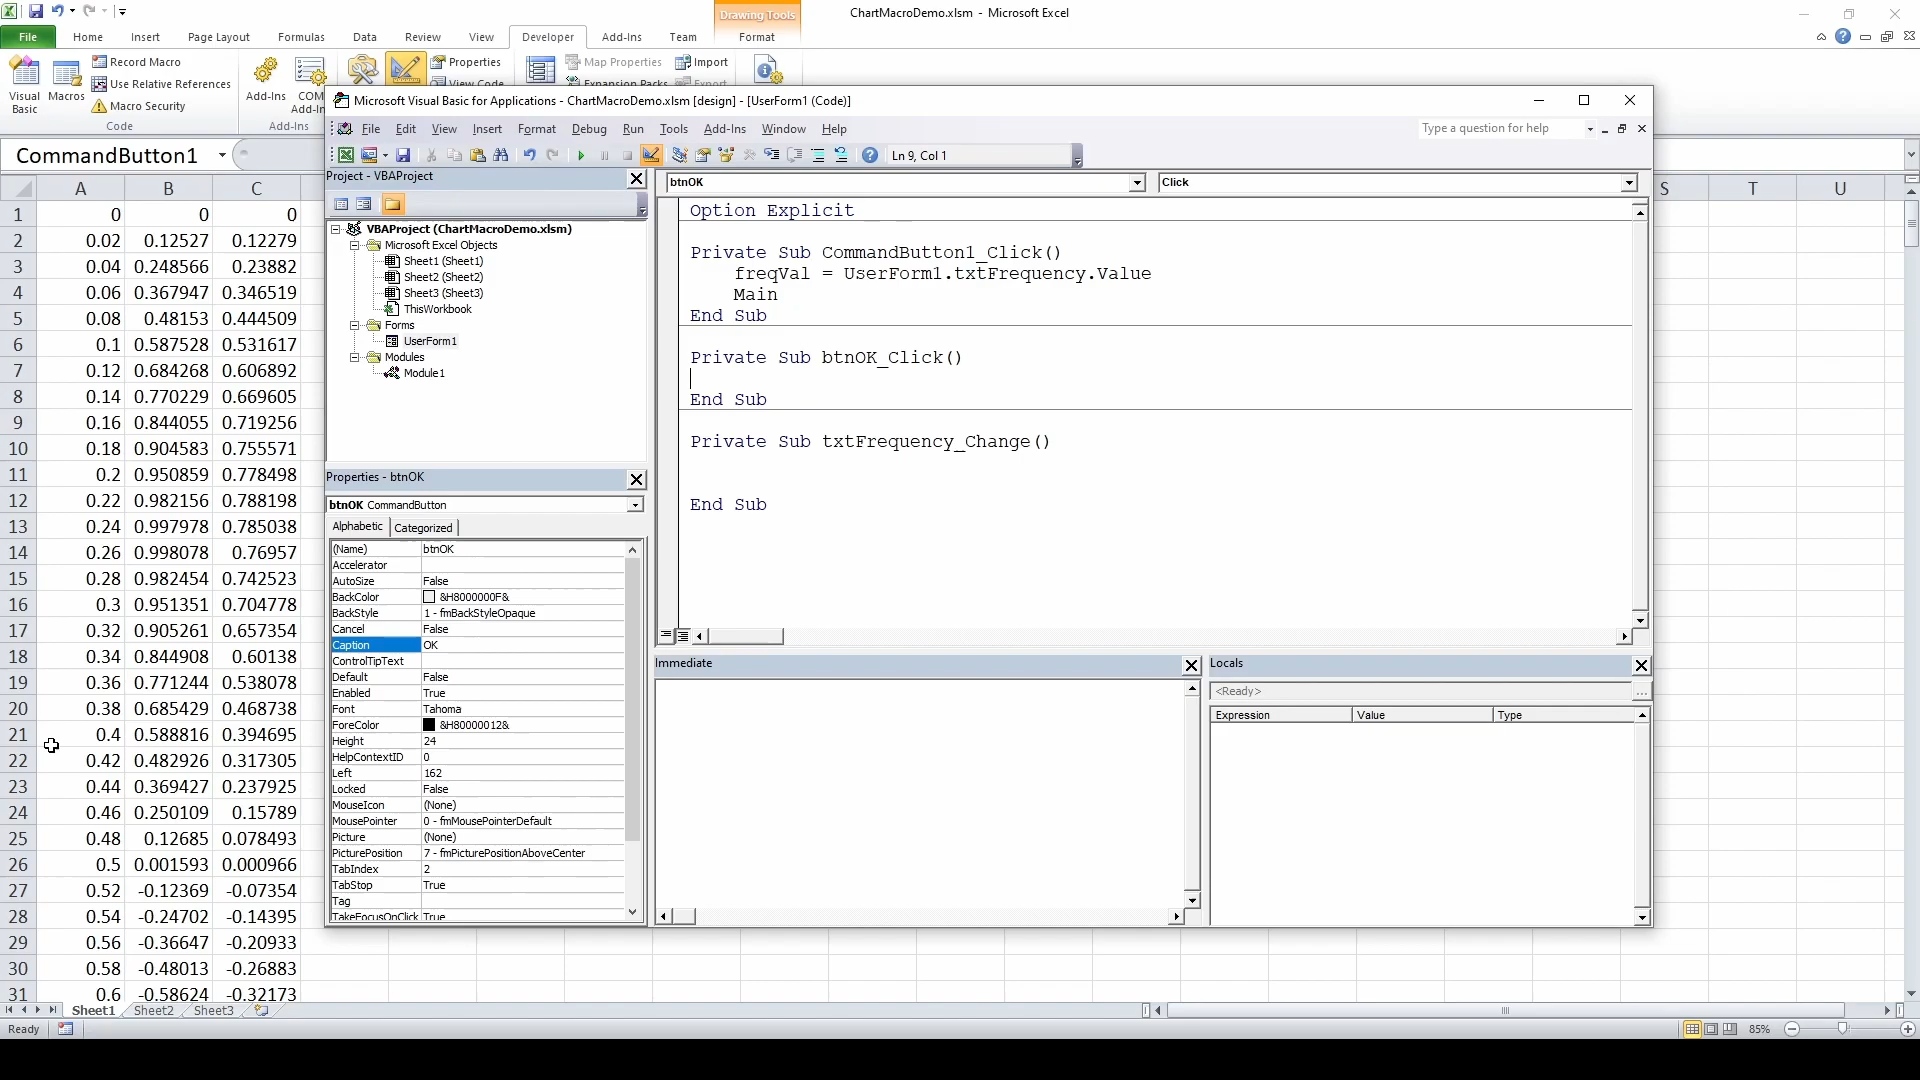 ChartMacroDemo.xlsm - Microsoft Excel
Drawing Tools
File Home Insert Page Layout Formulas Data Review View Developer Add-Ins Team Format
Visual Basic
Macros
Record Macro
Use Relative References
Macro Security
Code
Add-Ins
COM
Add-In
Add-Ins
Properties
View Code
Map Properties
Expansion Packs
Import
Export
CommandButton1
Microsoft Visual Basic for Applications - ChartMacroDemo.xlsm [design] - [UserForm1 (Code)]
File Edit View Insert Format Debug Run Tools Add-Ins Window Help
Type a question for help
Ln 9, Col 1
Project - VBAProject
VBAProject (ChartMacroDemo.xlsm)
Microsoft Excel Objects
Sheet1 (Sheet1)
Sheet2 (Sheet2)
Sheet3 (Sheet3)
ThisWorkbook
Forms
UserForm1
Modules
Module1
btnOK
Click
Option Explicit
Private Sub CommandButton1_Click()
freqVal = UserForm1.txtFrequency.Value
Main
End Sub
Private Sub btnOK_Click()
End Sub
Private Sub txtFrequency_Change()
End Sub
Properties - btnOK
btnOK CommandButton
Alphabetic Categorized
(Name) btnOK
Accelerator
AutoSize False
BackColor &H8000000F&
BackStyle 1 - fmBackStyleOpaque
Cancel False
Caption OK
ControlTipText
Default False
Enabled True
Font Tahoma
ForeColor &H80000012&
Height 24
HelpContextID 0
Left 162
Locked False
MouseIcon (None)
MousePointer 0 - fmMousePointerDefault
Picture (None)
PicturePosition 7 - fmPicturePositionAboveCenter
TabIndex 2
TabStop True
Tag
TakeFocusOnClick True
Immediate
Locals
<Ready>
Expression Value Type
A B C S T U
1 0 0 0
2 0.02 0.12527 0.12279
3 0.04 0.248566 0.23882
4 0.06 0.367947 0.346519
5 0.08 0.48153 0.444509
6 0.1 0.587528 0.531617
7 0.12 0.684268 0.606892
8 0.14 0.770229 0.669605
9 0.16 0.844055 0.719256
10 0.18 0.904583 0.755571
11 0.2 0.950859 0.778498
12 0.22 0.982156 0.788198
13 0.24 0.997978 0.785038
14 0.26 0.998078 0.76957
15 0.28 0.982454 0.742523
16 0.3 0.951351 0.704778
17 0.32 0.905261 0.657354
18 0.34 0.844908 0.60138
19 0.36 0.771244 0.538078
20 0.38 0.685429 0.468738
21 0.4 0.588816 0.394695
22 0.42 0.482926 0.317305
23 0.44 0.369427 0.237925
24 0.46 0.250109 0.15789
25 0.48 0.12685 0.078493
26 0.5 0.001593 0.000966
27 0.52 -0.12369 -0.07354
28 0.54 -0.24702 -0.14395
29 0.56 -0.36647 -0.20933
30 0.58 -0.48013 -0.26883
31 0.6 -0.58624 -0.32173
Sheet1 Sheet2 Sheet3
Ready
85%